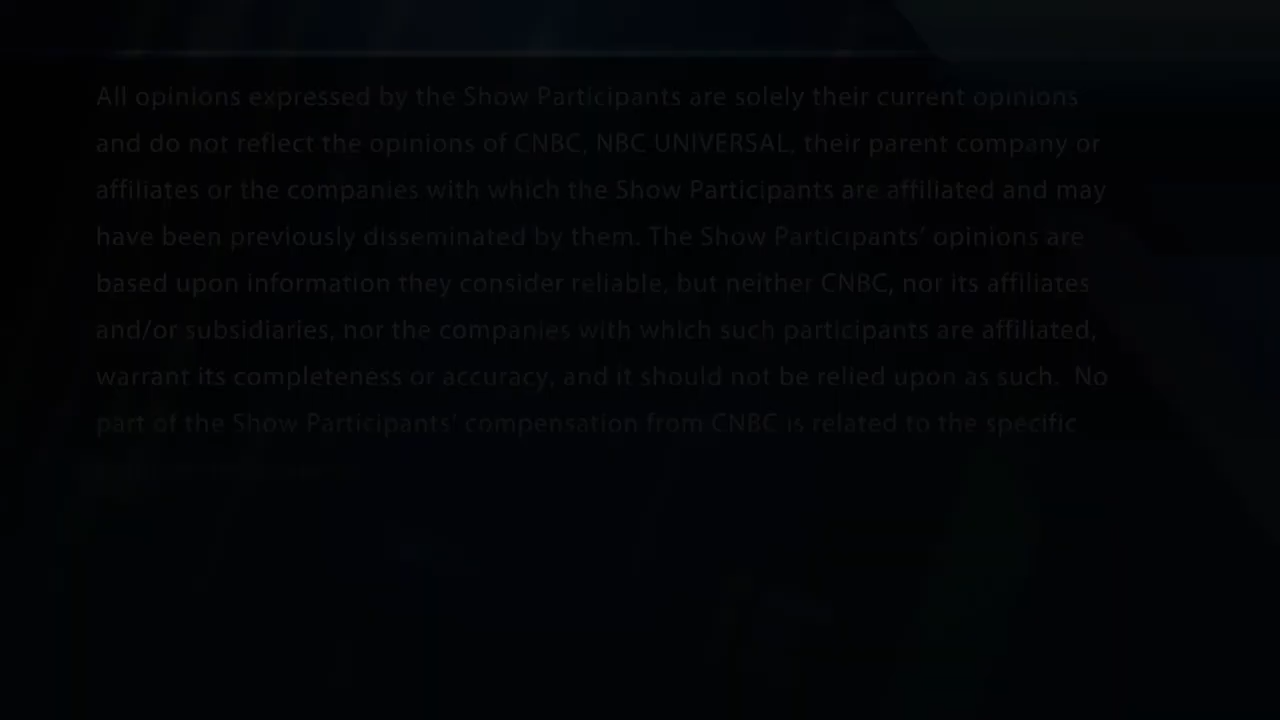 All opinions expressed by the Show Participants are solely their current opinions
and do not reflect the opinions of CNBC, NBC UNIVERSAL, their parent company or
affiliates or the companies with which the Show Participants are affiliated and may
have been previously disseminated by them. The Show Participants’ opinions are
based upon information they consider reliable, but neither CNBC, nor its affiliates
and/or subsidiaries, nor the companies with which such participants are affiliated,
warrant its completeness or accuracy, and it should not be relied upon as such.  No
part of the Show Participants’ compensation from CNBC is related to the specific